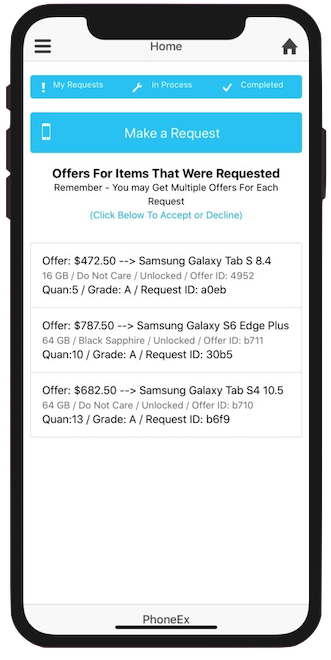 Home
My Requests In Process Completed
Make a Request
Offers For Items That Were Requested
Remember - You may Get Multiple Offers For Each
Request
(Click Below To Accept or Decline)
Offer: $472.50 --> Samsung Galaxy Tab S 8.4
16 GB / Do Not Care / Unlocked / Offer ID: 4952
Quan:5 / Grade: A / Request ID: a0eb
Offer: $787.50 --> Samsung Galaxy S6 Edge Plus
64 GB / Black Sapphire / Unlocked / Offer ID: b711
Quan:10 / Grade: A / Request ID: 30b5
Offer: $682.50 --> Samsung Galaxy Tab S4 10.5
64 GB / Do Not Care / Unlocked / Offer ID: b710
Quan:13 / Grade: A / Request ID: b6f9
PhoneEx